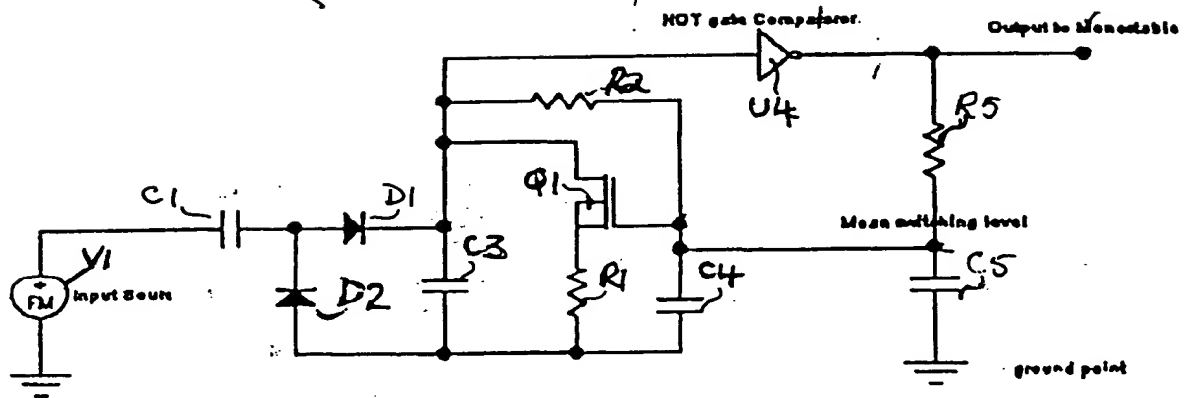 NOT gate Comparator.
Output to Monostable
R2
U4
R5
Q1
C1
D1
Mean switching level
V1
C3
C4
C5
R1
FM
Input Sourc
D2
ground point